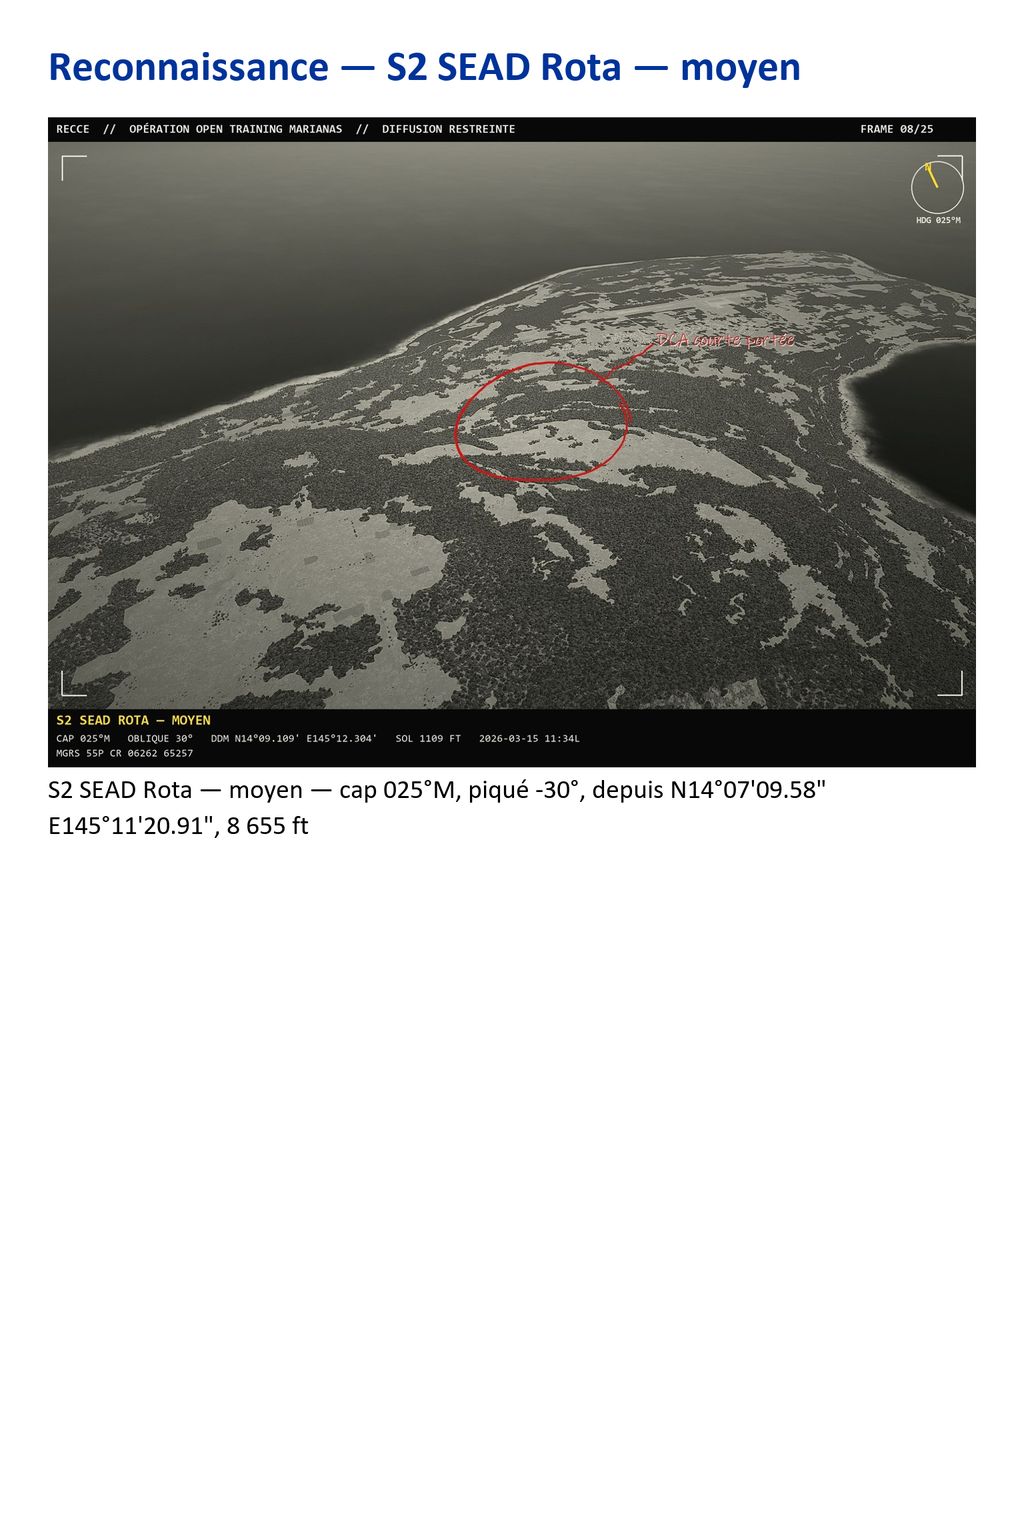 Reconnaissance — S2 SEAD Rota — moyen
RECCE // OPÉRATION OPEN TRAINING MARIANAS // DIFFUSION RESTREINTE
FRAME 08/25
N
HDG 025°M
DCA courte portée
S2 SEAD ROTA — MOYEN
CAP 025°M OBLIQUE 30° DDM N14°09.109' E145°12.304' SOL 1109 FT 2026-03-15 11:34L
MGRS 55P CR 06262 65257
S2 SEAD Rota — moyen — cap 025°M, piqué -30°, depuis N14°07'09.58"
E145°11'20.91", 8 655 ft